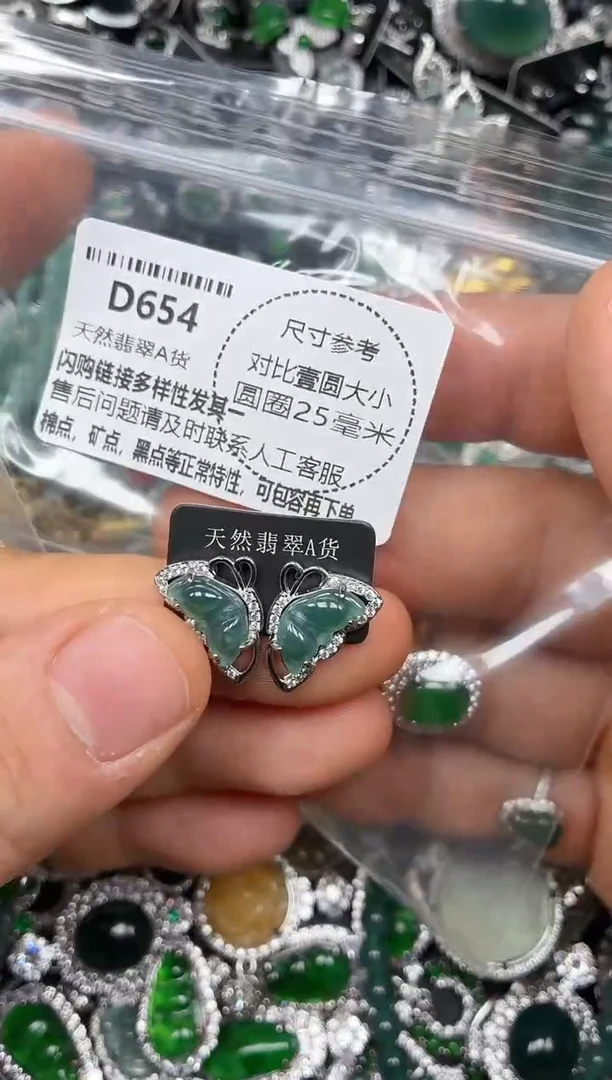 D654
天然翡翠A货
闪购链接多样性发其一
售后问题请及时联系人工客服
棉点，矿点，黑点等正常特性，可包容再下单
尺寸参考
对比壹圆大小
圆圈25毫米
天然翡翠A货